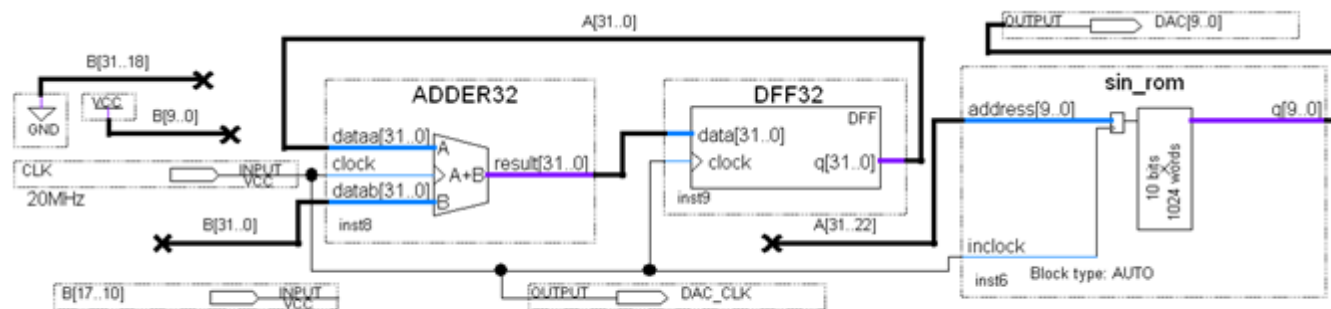 A[31..0]
OUTPUT
DAC[9..0]
B[31..18]
GND
VCC
B[9..0]
ADDER32
dataa[31..0]
A
clock
A+B
result[31..0]
datab[31..0]
B
inst8
DFF32
DFF
data[31..0]
clock
q[31..0]
inst9
sin_rom
address[9..0]
q[9..0]
10 bits
×
1024 words
inclock
inst6
Block type: AUTO
CLK
INPUT
VCC
20MHz
B[31..0]
A[31..22]
B[17..10]
INPUT
VCC
OUTPUT
DAC_CLK